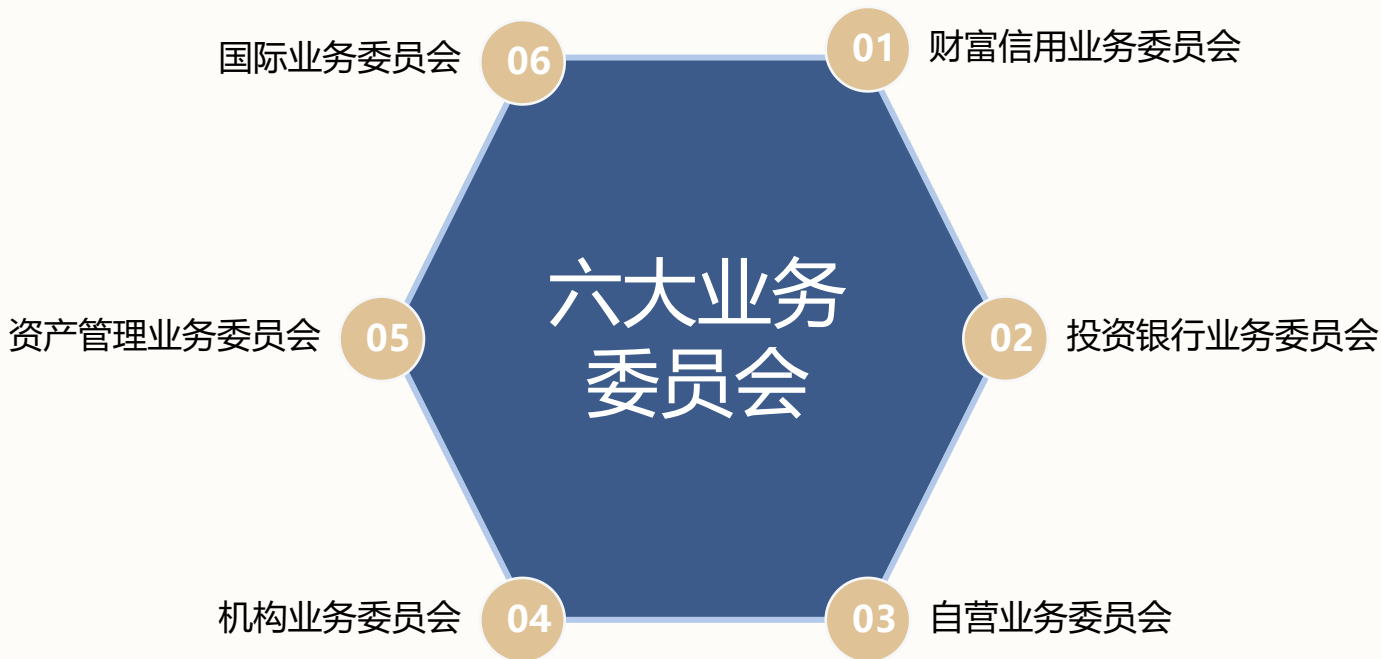 国际业务委员会 06
01 财富信用业务委员会
六大业务
委员会
资产管理业务委员会 05
02 投资银行业务委员会
机构业务委员会 04
03 自营业务委员会